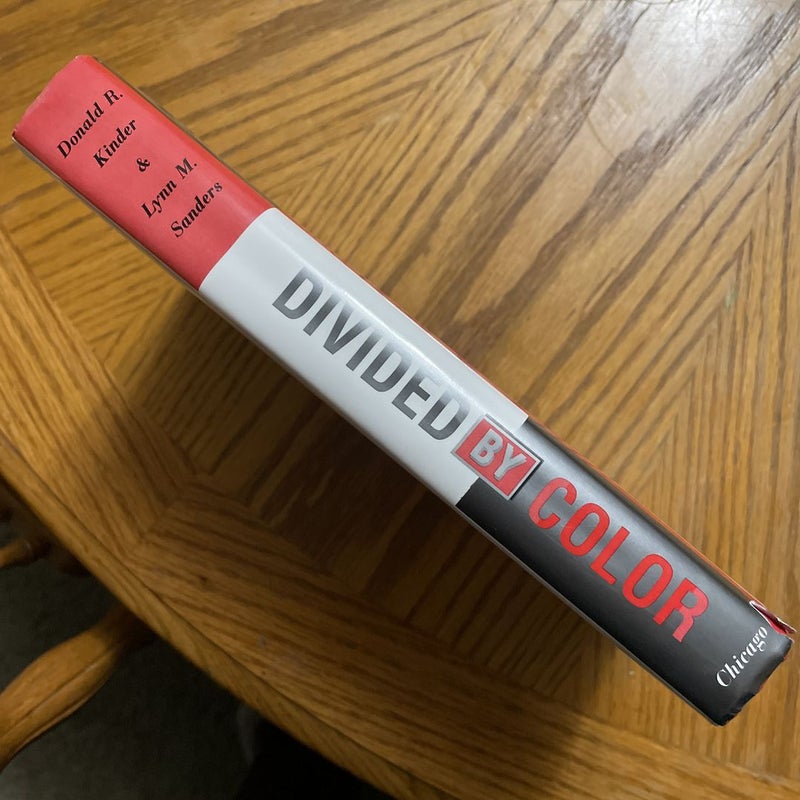 Donald R.
Kinder
&
Lynn M.
Sanders
DIVIDED BY COLOR
Chicago